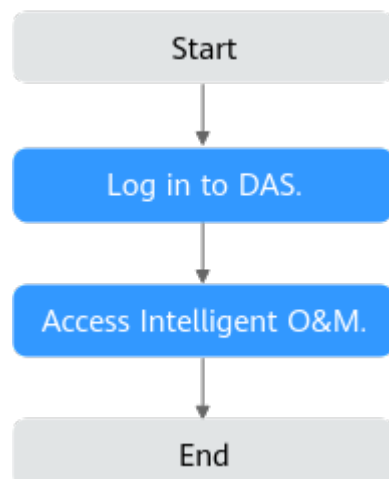 Start
Log in to DAS.
Access Intelligent O&M.
End